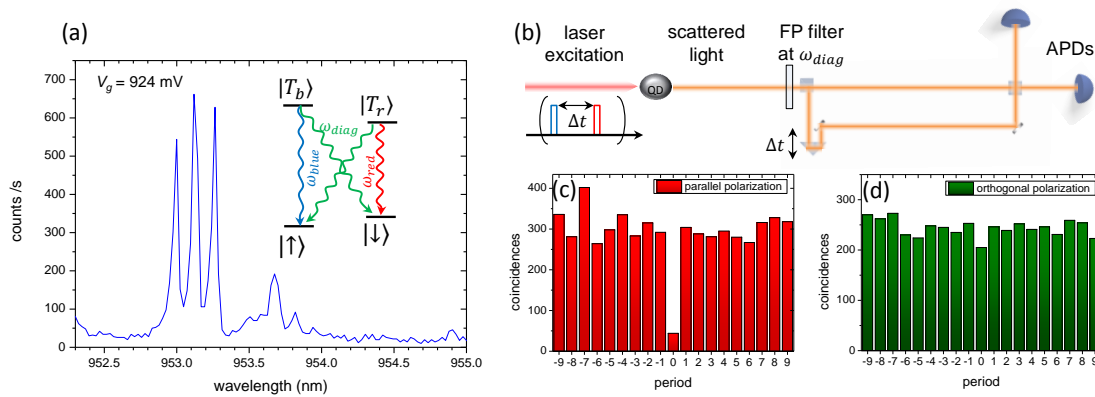 (a)
V_g = 924 mV
|T_b⟩
|T_r⟩
ω_diag
ω_blue
ω_red
|↑⟩
|↓⟩
counts /s
700
600
500
400
300
200
100
0
952.5 953.0 953.5 954.0 954.5 955.0
wavelength (nm)
(b)
laser
excitation
scattered
light
FP filter
at ω_diag
APDs
QD
Δt
Δt
(c)
parallel polarization
coincidences
400
300
200
100
0
-9 -8 -7 -6 -5 -4 -3 -2 -1 0 1 2 3 4 5 6 7 8 9
period
(d)
orthogonal polarization
coincidences
300
200
100
0
-9 -8 -7 -6 -5 -4 -3 -2 -1 0 1 2 3 4 5 6 7 8 9
period